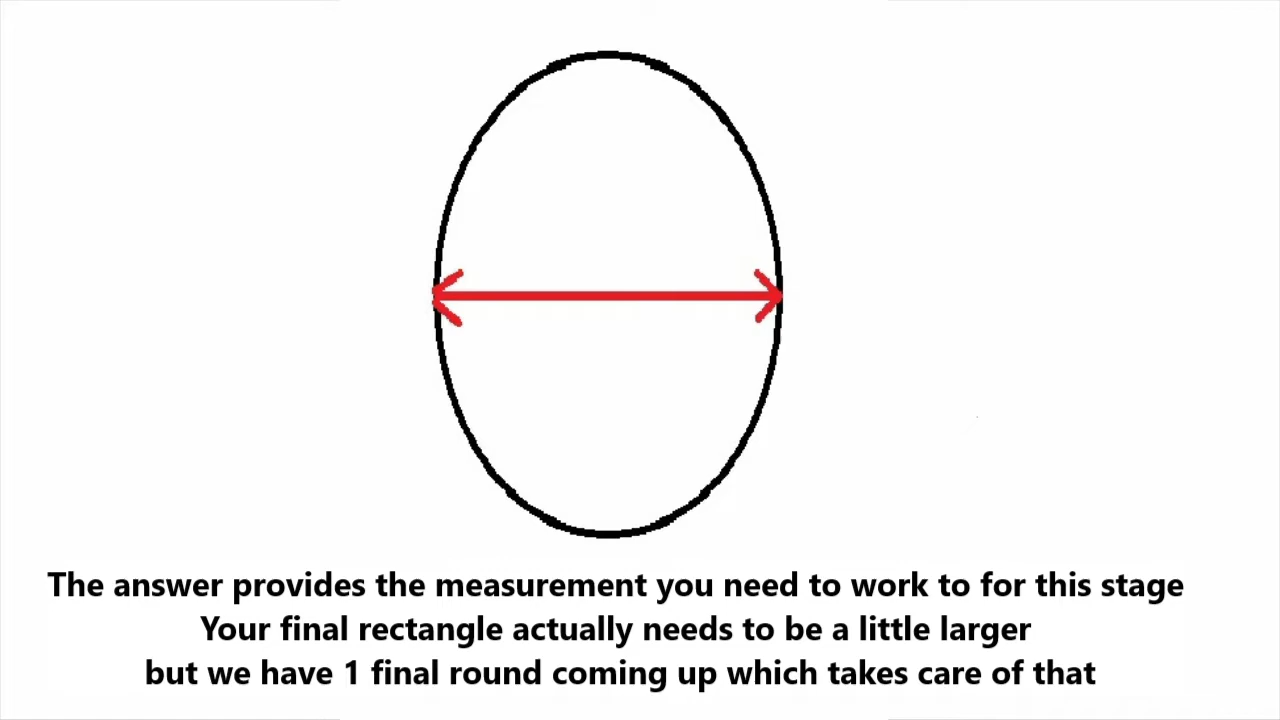 The answer provides the measurement you need to work to for this stage
Your final rectangle actually needs to be a little larger
but we have 1 final round coming up which takes care of that